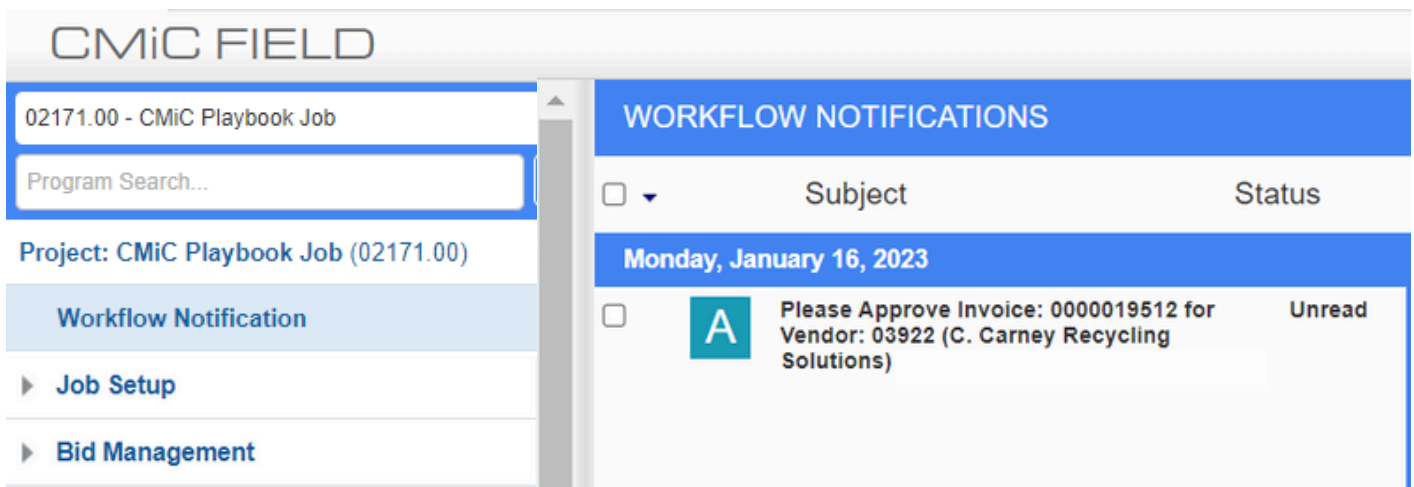 CMiC FIELD
02171.00 - CMiC Playbook Job
Program Search...
Project: CMiC Playbook Job (02171.00)
Workflow Notification
Job Setup
Bid Management
WORKFLOW NOTIFICATIONS
Subject Status
Monday, January 16, 2023
A
Please Approve Invoice: 0000019512 for Unread
Vendor: 03922 (C. Carney Recycling
Solutions)